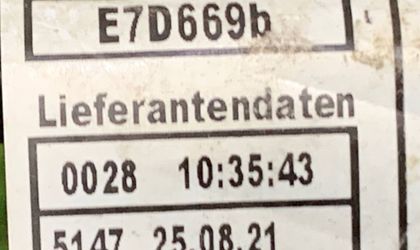 E7D669b
Lieferantendaten
0028 10:35:43
5147 25.08.21